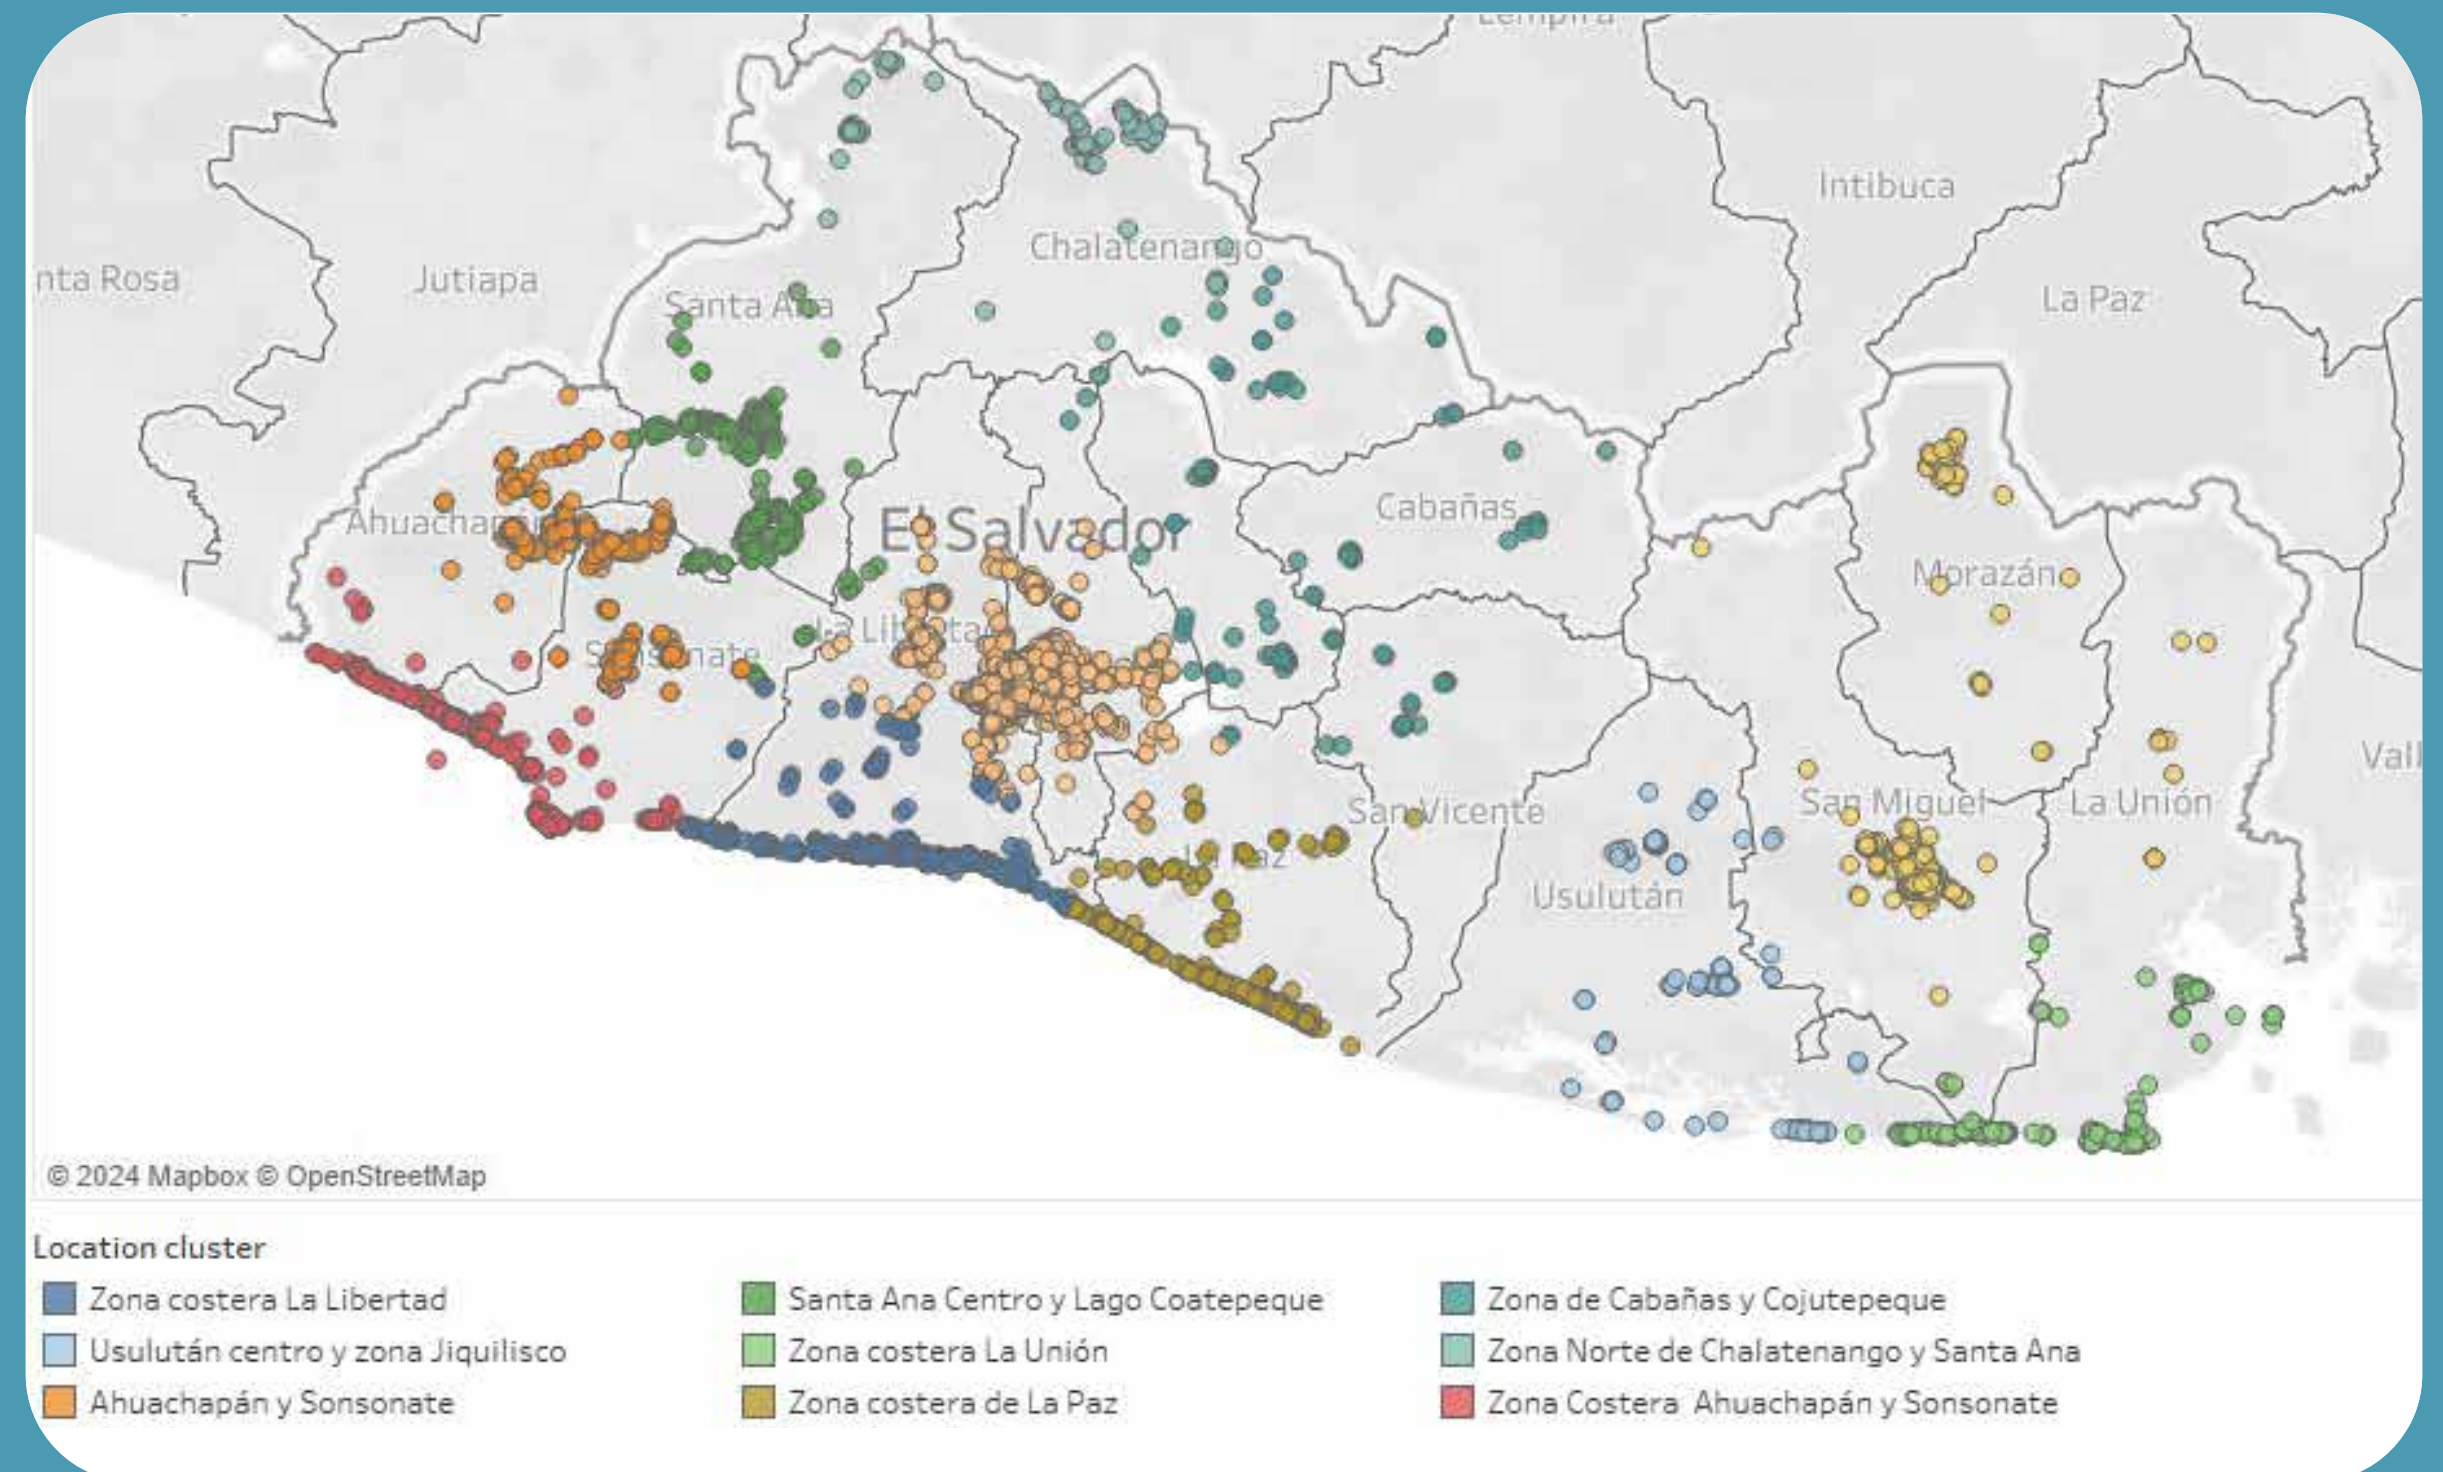 Intibuca
Chalatenango
nta Rosa
Jutiapa
Santa Ana
La Paz
Cabañas
Ahuachapán
El Salvador
Morazán
La Libertad
Sonsonate
Vall
San Miguel
La Unión
San Vicente
La Paz
Usulután
© 2024 Mapbox © OpenStreetMap
Location cluster
Zona costera La Libertad
Santa Ana Centro y Lago Coatepeque
Zona de Cabañas y Cojutepeque
Usulután centro y zona Jiquilisco
Zona costera La Unión
Zona Norte de Chalatenango y Santa Ana
Ahuachapán y Sonsonate
Zona costera de La Paz
Zona Costera Ahuachapán y Sonsonate